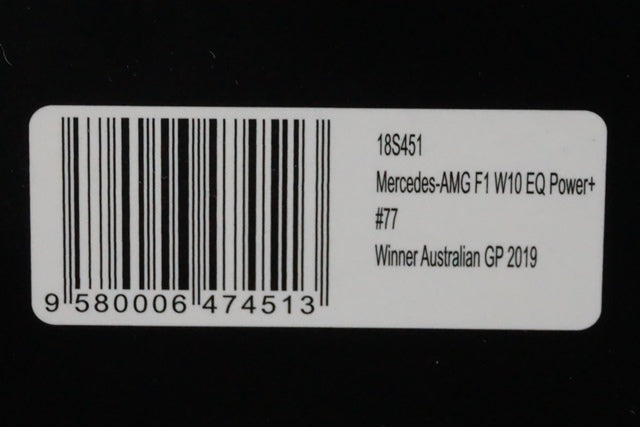 18S451
Mercedes-AMG F1 W10 EQ Power+
#77
Winner Australian GP 2019
9 580006 474513